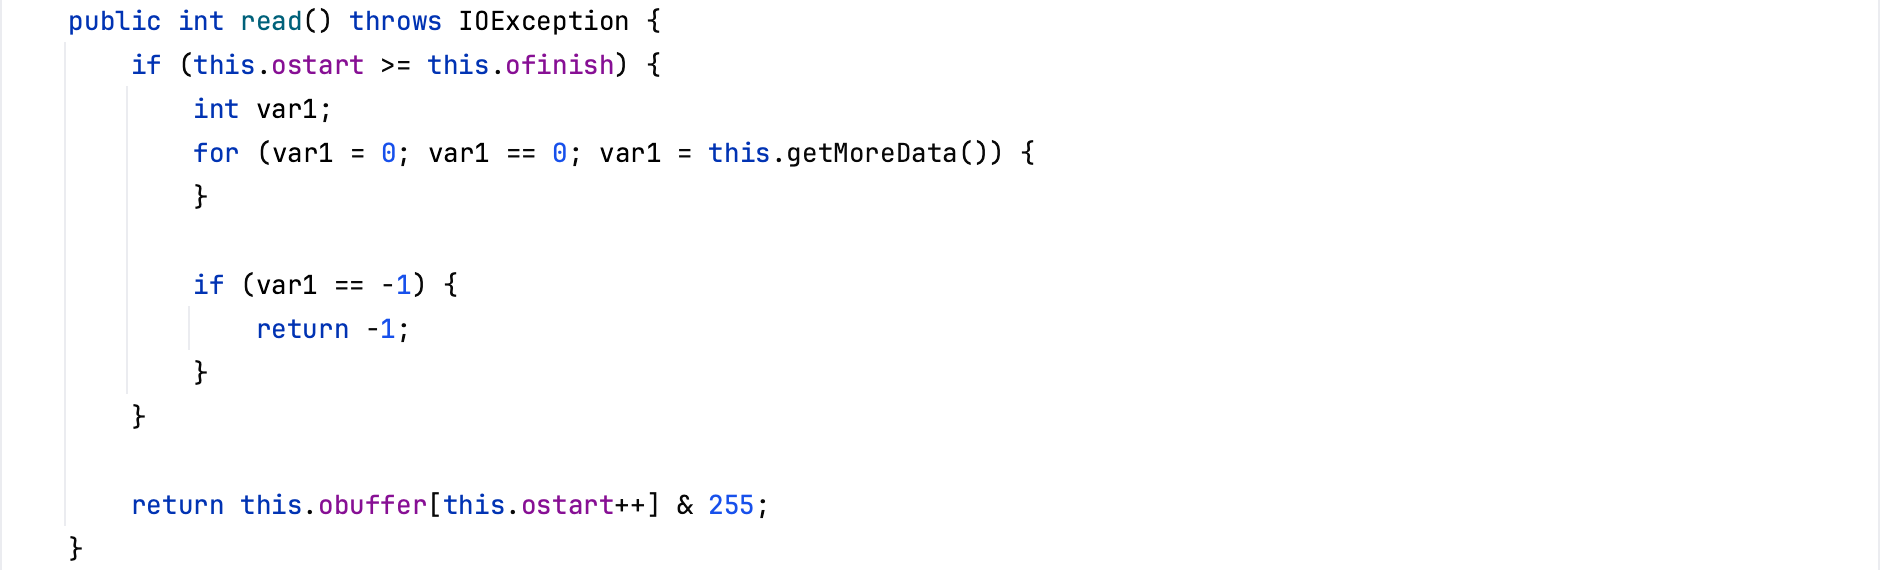 public int read() throws IOException {
    if (this.ostart >= this.ofinish) {
        int var1;
        for (var1 = 0; var1 == 0; var1 = this.getMoreData()) {
        }

        if (var1 == -1) {
            return -1;
        }
    }

    return this.obuffer[this.ostart++] & 255;
}